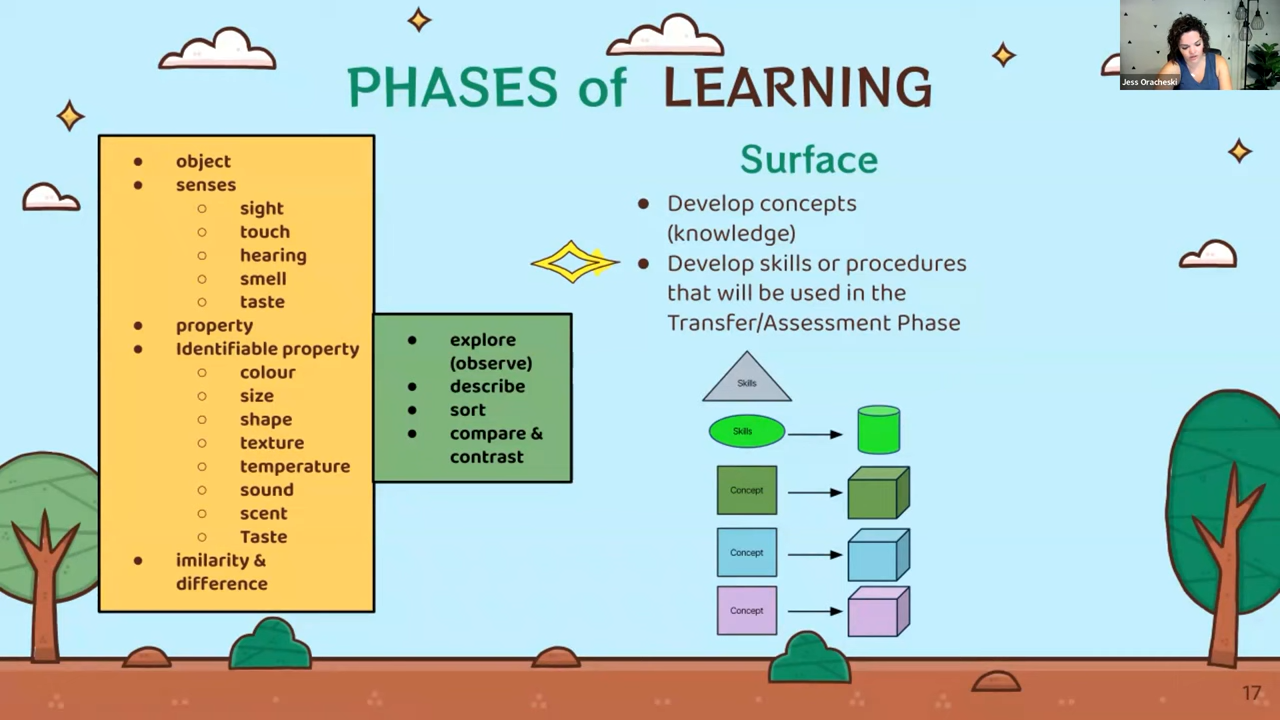 PHASES of LEARNING
Jess Oracheski
object
senses
sight
touch
hearing
smell
taste
property
Identifiable property
colour
size
shape
texture
temperature
sound
scent
Taste
imilarity &
difference
explore
(observe)
describe
sort
compare &
contrast
Surface
Develop concepts
(knowledge)
Develop skills or procedures
that will be used in the
Transfer/Assessment Phase
Skills
Skills
Concept
Concept
Concept
17